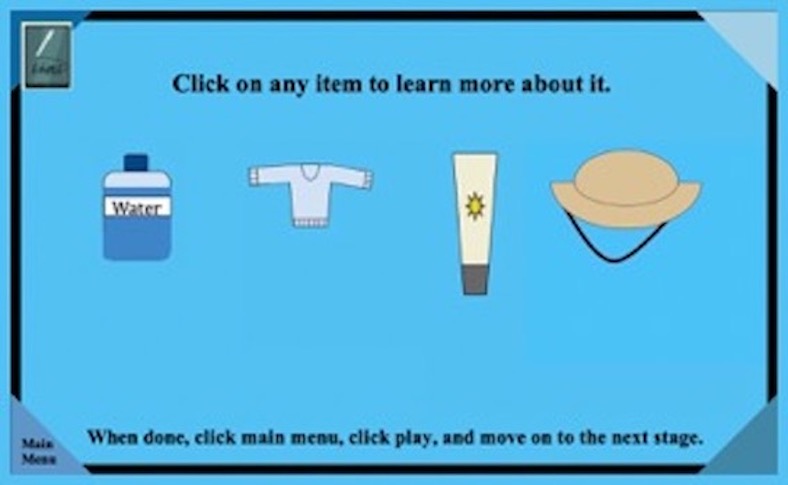 Click on any item to learn more about it.
Water
When done, click main menu, click play, and move on to the next stage.
Main
Menu